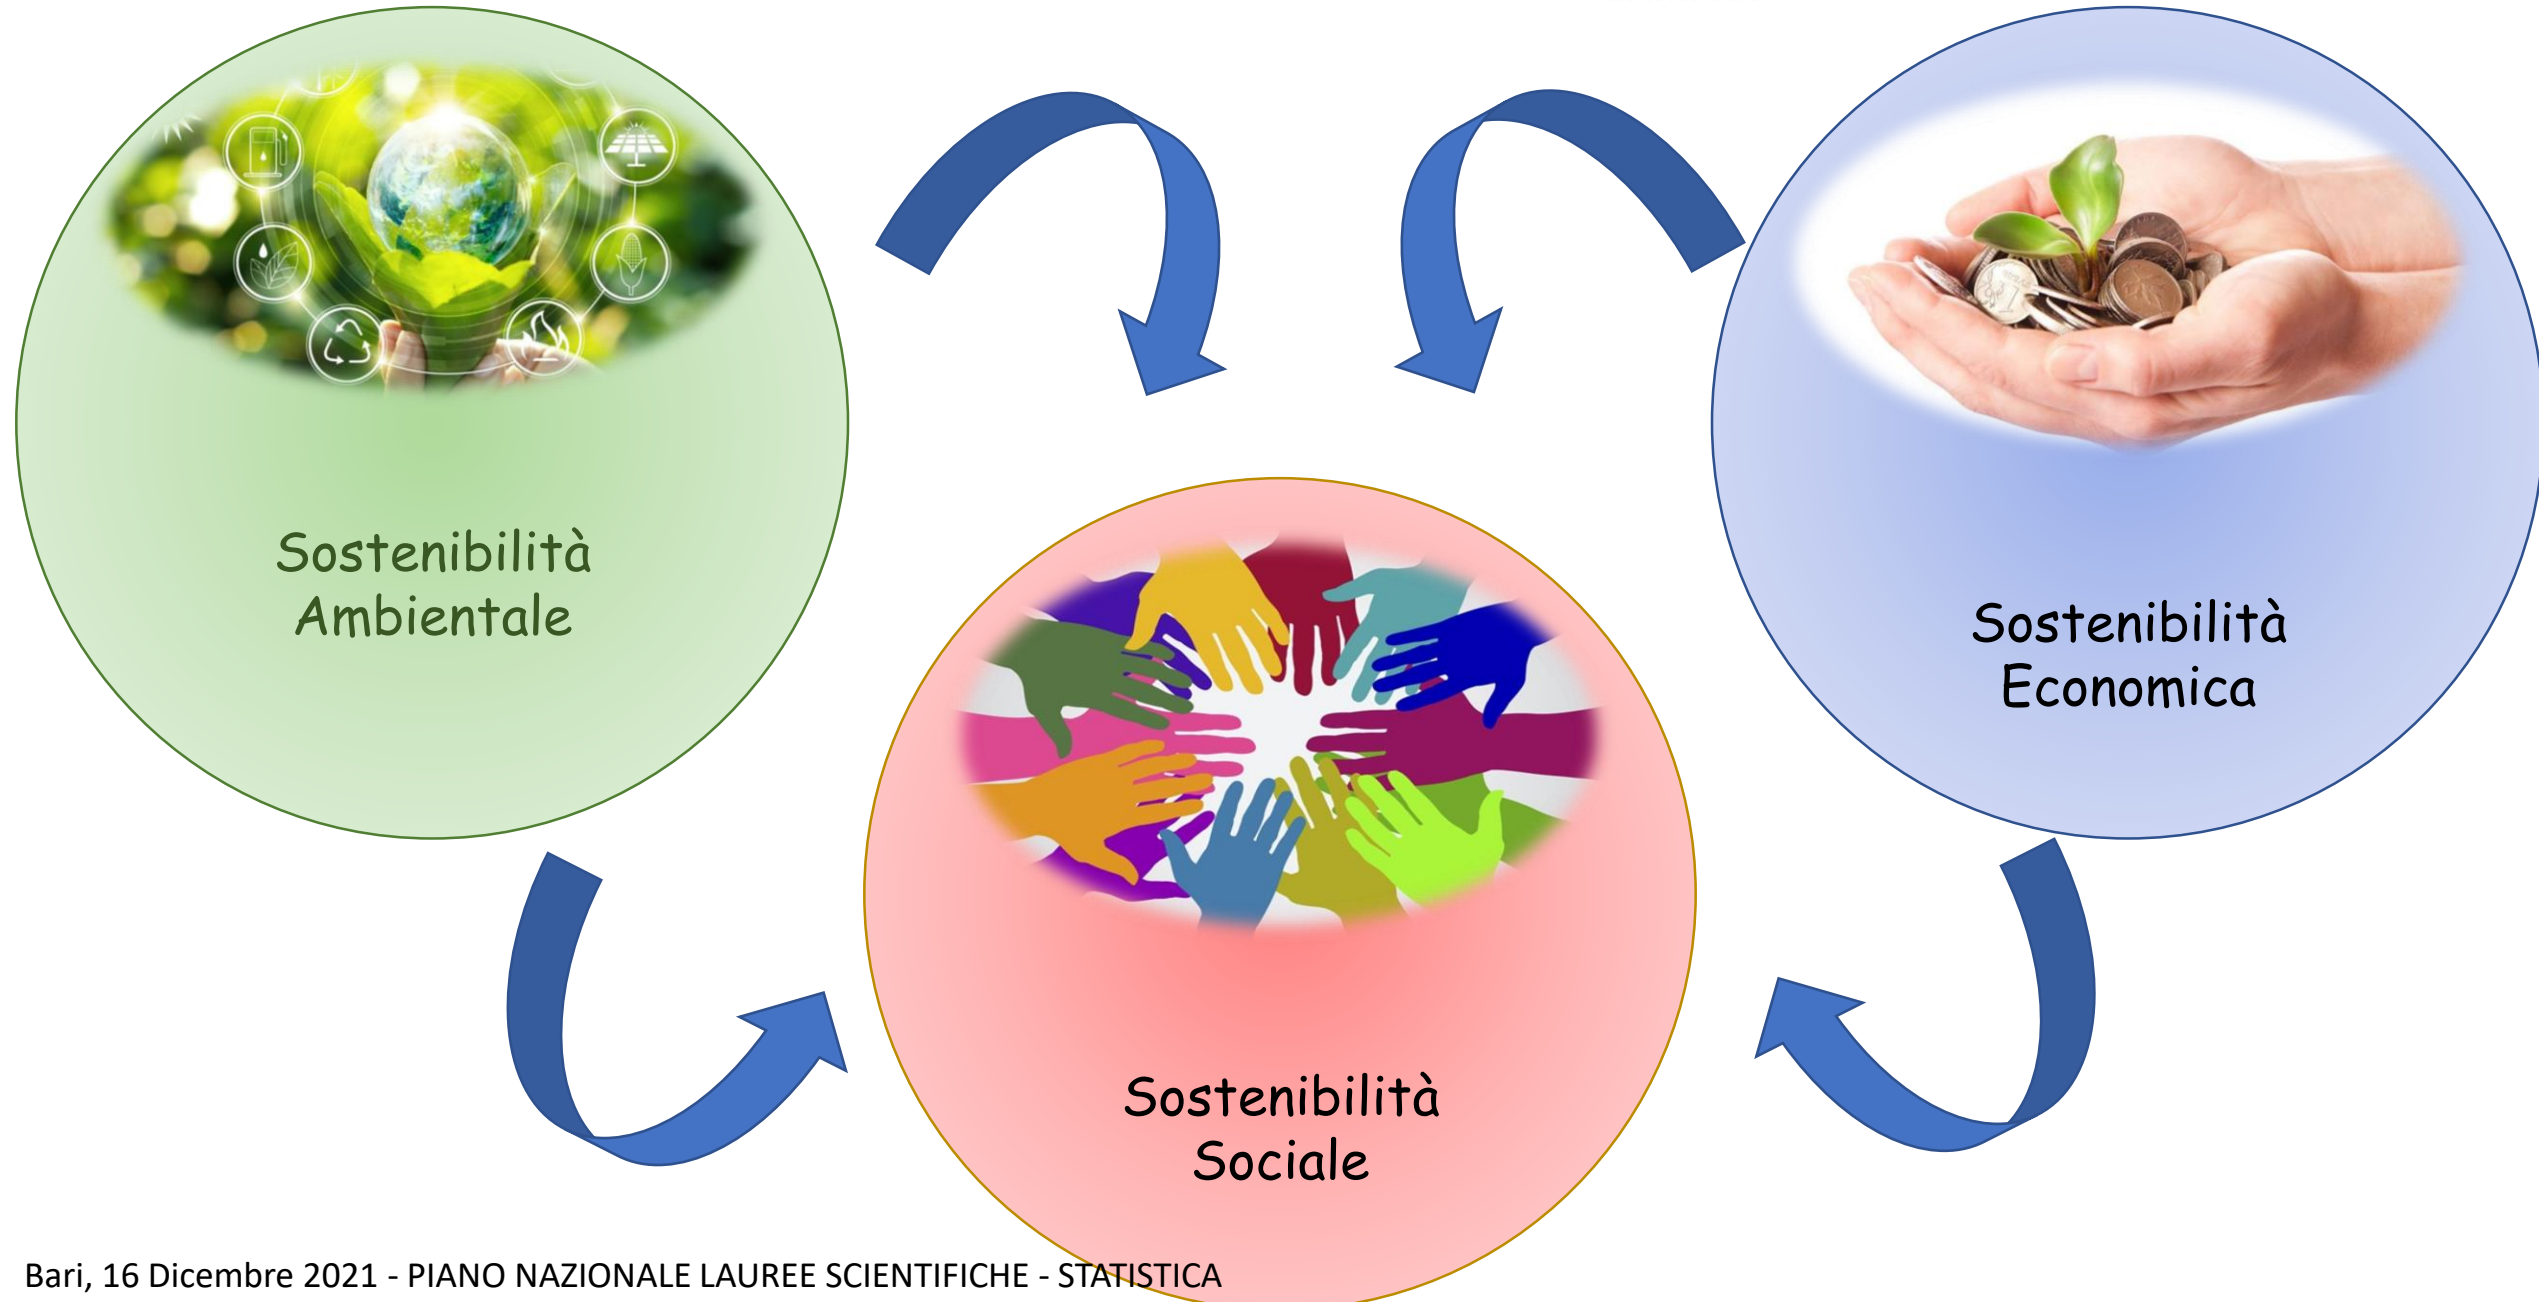 Sostenibilità
Ambientale
Sostenibilità
Economica
Sostenibilità
Sociale
Bari, 16 Dicembre 2021 - PIANO NAZIONALE LAUREE SCIENTIFICHE - STATISTICA